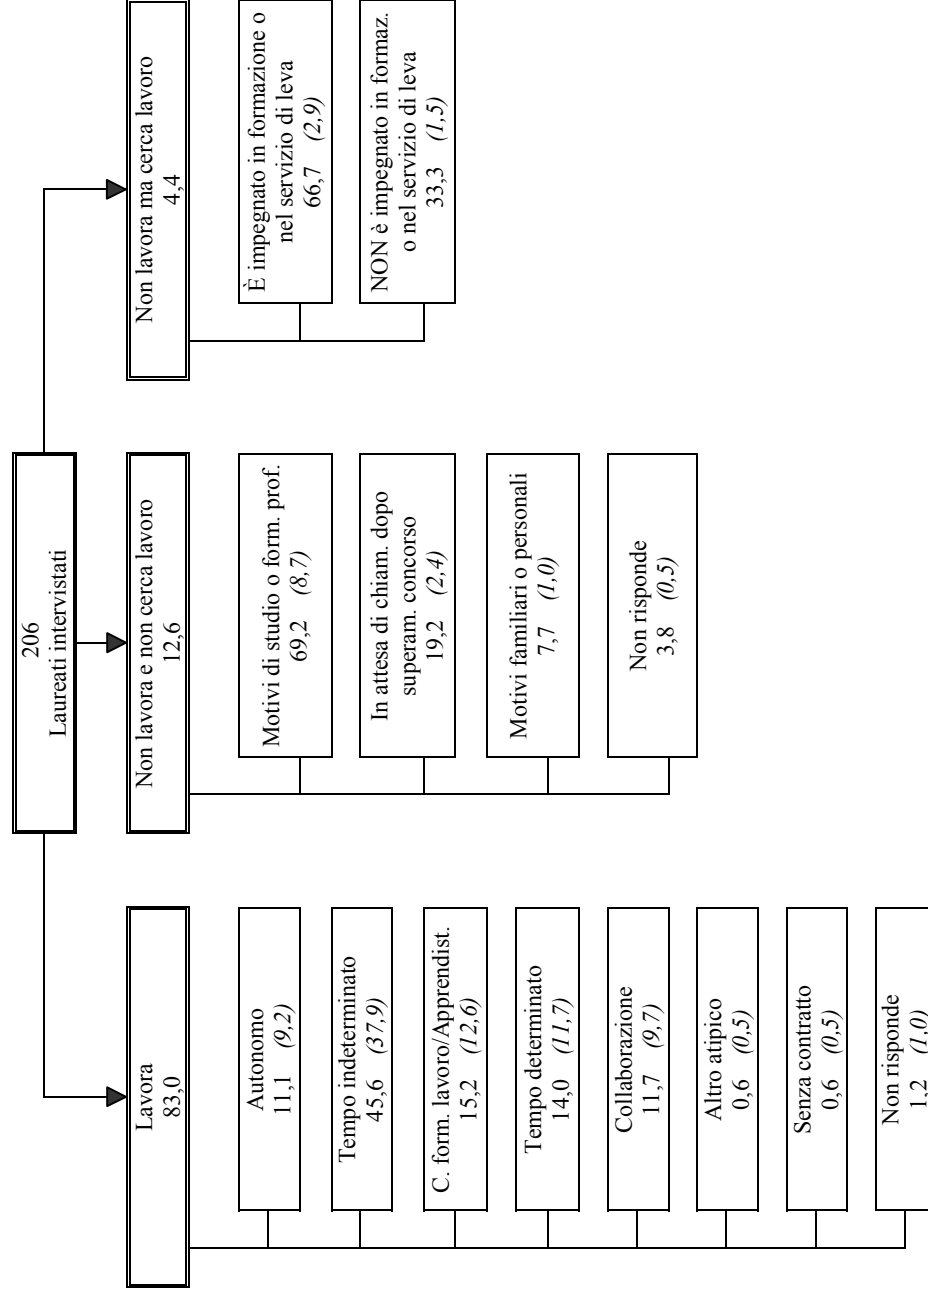 206
Laureati intervistati
Lavora
83,0
Autonomo
11,1 (9,2)
Tempo indeterminato
45,6 (37,9)
C. form. lavoro/Apprendist.
15,2 (12,6)
Tempo determinato
14,0 (11,7)
Collaborazione
11,7 (9,7)
Altro atipico
0,6 (0,5)
Senza contratto
0,6 (0,5)
Non risponde
1,2 (1,0)
Non lavora e non cerca lavoro
12,6
Motivi di studio o form. prof.
69,2 (8,7)
In attesa di chiam. dopo
superam. concorso
19,2 (2,4)
Motivi familiari o personali
7,7 (1,0)
Non risponde
3,8 (0,5)
Non lavora ma cerca lavoro
4,4
È impegnato in formazione o
nel servizio di leva
66,7 (2,9)
NON è impegnato in formaz.
o nel servizio di leva
33,3 (1,5)